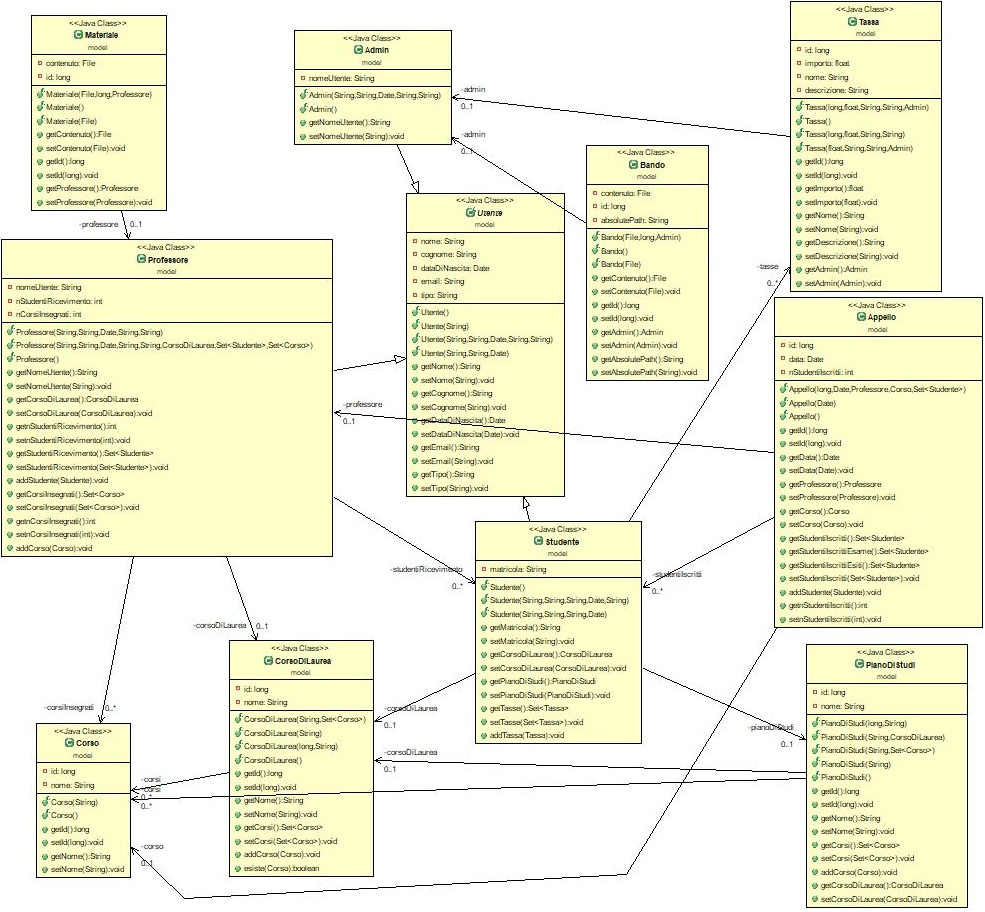 <<Java Class>>
Materiale
model
contenuto: File
id: long
Materiale(File,long,Professore)
Materiale()
Materiale(File)
getContenuto():File
setContenuto(File):void
getId():long
setId(long):void
getProfessore():Professore
setProfessore(Professore):void
-professore
0..1
<<Java Class>>
Admin
model
nomeUtente: String
Admin(String,String,Date,String,String)
Admin()
getNomeUtente():String
setNomeUtente(String):void
-admin
0..1
-admin
0..1
<<Java Class>>
Tassa
model
id: long
importo: float
nome: String
descrizione: String
Tassa(long,float,String,String,Admin)
Tassa()
Tassa(long,float,String,String)
Tassa(float,String,String,Admin)
getId():long
setId(long):void
getImporto():float
setImporto(float):void
getNome():String
setNome(String):void
getDescrizione():String
setDescrizione(String):void
getAdmin():Admin
setAdmin(Admin):void
<<Java Class>>
Bando
model
contenuto: File
id: long
absolutePath: String
Bando(File,long,Admin)
Bando()
Bando(File)
getContenuto():File
setContenuto(File):void
getId():long
setId(long):void
getAdmin():Admin
setAdmin(Admin):void
getAbsolutePath():String
setAbsolutePath(String):void
-tasse
0..*
<<Java Class>>
Utente
model
nome: String
cognome: String
dataDiNascita: Date
email: String
tipo: String
Utente()
Utente(String)
Utente(String,String,Date,String,String)
Utente(String,String,Date)
getNome():String
setNome(String):void
getCognome():String
setCognome(String):void
getDataDiNascita():Date
setDataDiNascita(Date):void
getEmail():String
setEmail(String):void
getTipo():String
setTipo(String):void
<<Java Class>>
Professore
model
nomeUtente: String
nStudentiRicevimento: int
nCorsiInsegnati: int
Professore(String,String,Date,String,String)
Professore(String,String,Date,String,String,CorsoDiLaurea,Set<Studente>,Set<Corso>)
Professore()
getNomeUtente():String
setNomeUtente(String):void
getCorsoDiLaurea():CorsoDiLaurea
setCorsoDiLaurea(CorsoDiLaurea):void
getnStudentiRicevimento():int
setnStudentiRicevimento(int):void
getStudentiRicevimento():Set<Studente>
setStudentiRicevimento(Set<Studente>):void
addStudente(Studente):void
getCorsiInsegnati():Set<Corso>
setCorsiInsegnati(Set<Corso>):void
getnCorsiInsegnati():int
setnCorsiInsegnati(int):void
addCorso(Corso):void
-professore
0..1
<<Java Class>>
Appello
model
id: long
data: Date
nStudentiIscritti: int
Appello(long,Date,Professore,Corso,Set<Studente>)
Appello(Date)
Appello()
getId():long
setId(long):void
getData():Date
setData(Date):void
getProfessore():Professore
setProfessore(Professore):void
getCorso():Corso
setCorso(Corso):void
getStudentiIscritti():Set<Studente>
getStudentiIscrittiEsame():Set<Studente>
getStudentiIscrittiEsiti():Set<Studente>
setStudentiIscritti(Set<Studente>):void
addStudente(Studente):void
getnStudentiIscritti():int
setnStudentiIscritti(int):void
<<Java Class>>
Studente
model
matricola: String
Studente()
Studente(String,String,String,Date,String)
Studente(String,String,String,Date)
getMatricola():String
setMatricola(String):void
getCorsoDiLaurea():CorsoDiLaurea
setCorsoDiLaurea(CorsoDiLaurea):void
getPianoDiStudi():PianoDiStudi
setPianoDiStudi(PianoDiStudi):void
getTasse():Set<Tassa>
setTasse(Set<Tassa>):void
addTassa(Tassa):void
-studentiRicevimento
0..*
-studentiIscritti
0..*
-corsoDiLaurea
0..1
<<Java Class>>
CorsoDiLaurea
model
id: long
nome: String
CorsoDiLaurea(String,Set<Corso>)
CorsoDiLaurea(String)
CorsoDiLaurea(long,String)
CorsoDiLaurea()
getId():long
setId(long):void
getNome():String
setNome(String):void
getCorsi():Set<Corso>
setCorsi(Set<Corso>):void
addCorso(Corso):void
esiste(Corso):boolean
-corsoDiLaurea
0..1
-corsoDiLaurea
0..1
-pianoDiStudi
0..1
<<Java Class>>
PianoDiStudi
model
id: long
nome: String
PianoDiStudi(long,String)
PianoDiStudi(String,CorsoDiLaurea)
PianoDiStudi(String,Set<Corso>)
PianoDiStudi(String)
PianoDiStudi()
getId():long
setId(long):void
getNome():String
setNome(String):void
getCorsi():Set<Corso>
setCorsi(Set<Corso>):void
addCorso(Corso):void
getCorsoDiLaurea():CorsoDiLaurea
setCorsoDiLaurea(CorsoDiLaurea):void
-corsiInsegnati
0..*
<<Java Class>>
Corso
model
id: long
nome: String
Corso(String)
Corso()
getId():long
setId(long):void
getNome():String
setNome(String):void
-corsi
-corsi
0..*
0..*
-corso
0..1